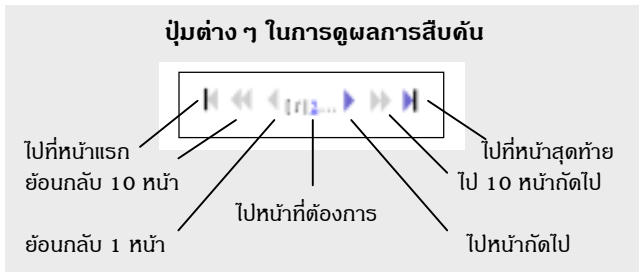 ปุ่มต่าง ๆ ในการดูผลการสืบค้น
2...
ไปที่หน้าแรก
ไปที่หน้าสุดท้าย
ย้อนกลับ 10 หน้า
ไป 10 หน้าถัดไป
ไปหน้าที่ต้องการ
ย้อนกลับ 1 หน้า
ไปหน้าถัดไป